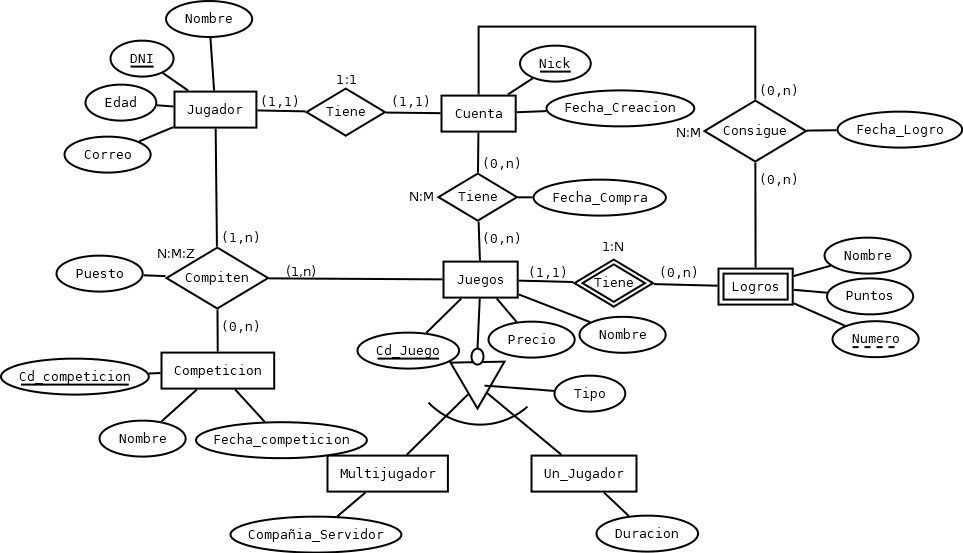 Nombre
DNI
Nick
1:1
Edad
Jugador
(1,1)
Tiene
(1,1)
Cuenta
Fecha_Creacion
(0,n)
N:M
Consigue
Fecha_Logro
Correo
(0,n)
(0,n)
N:M
Tiene
Fecha_Compra
(1,n)
(0,n)
N:M:Z
1:N
Nombre
Puesto
Compiten
(1,n)
Juegos
(1,1)
Tiene
(0,n)
Logros
Puntos
(0,n)
Cd_Juego
Precio
Nombre
Numero
Cd_competicion
Competicion
Tipo
Nombre
Fecha_competicion
Multijugador
Un_Jugador
Compañia_Servidor
Duracion